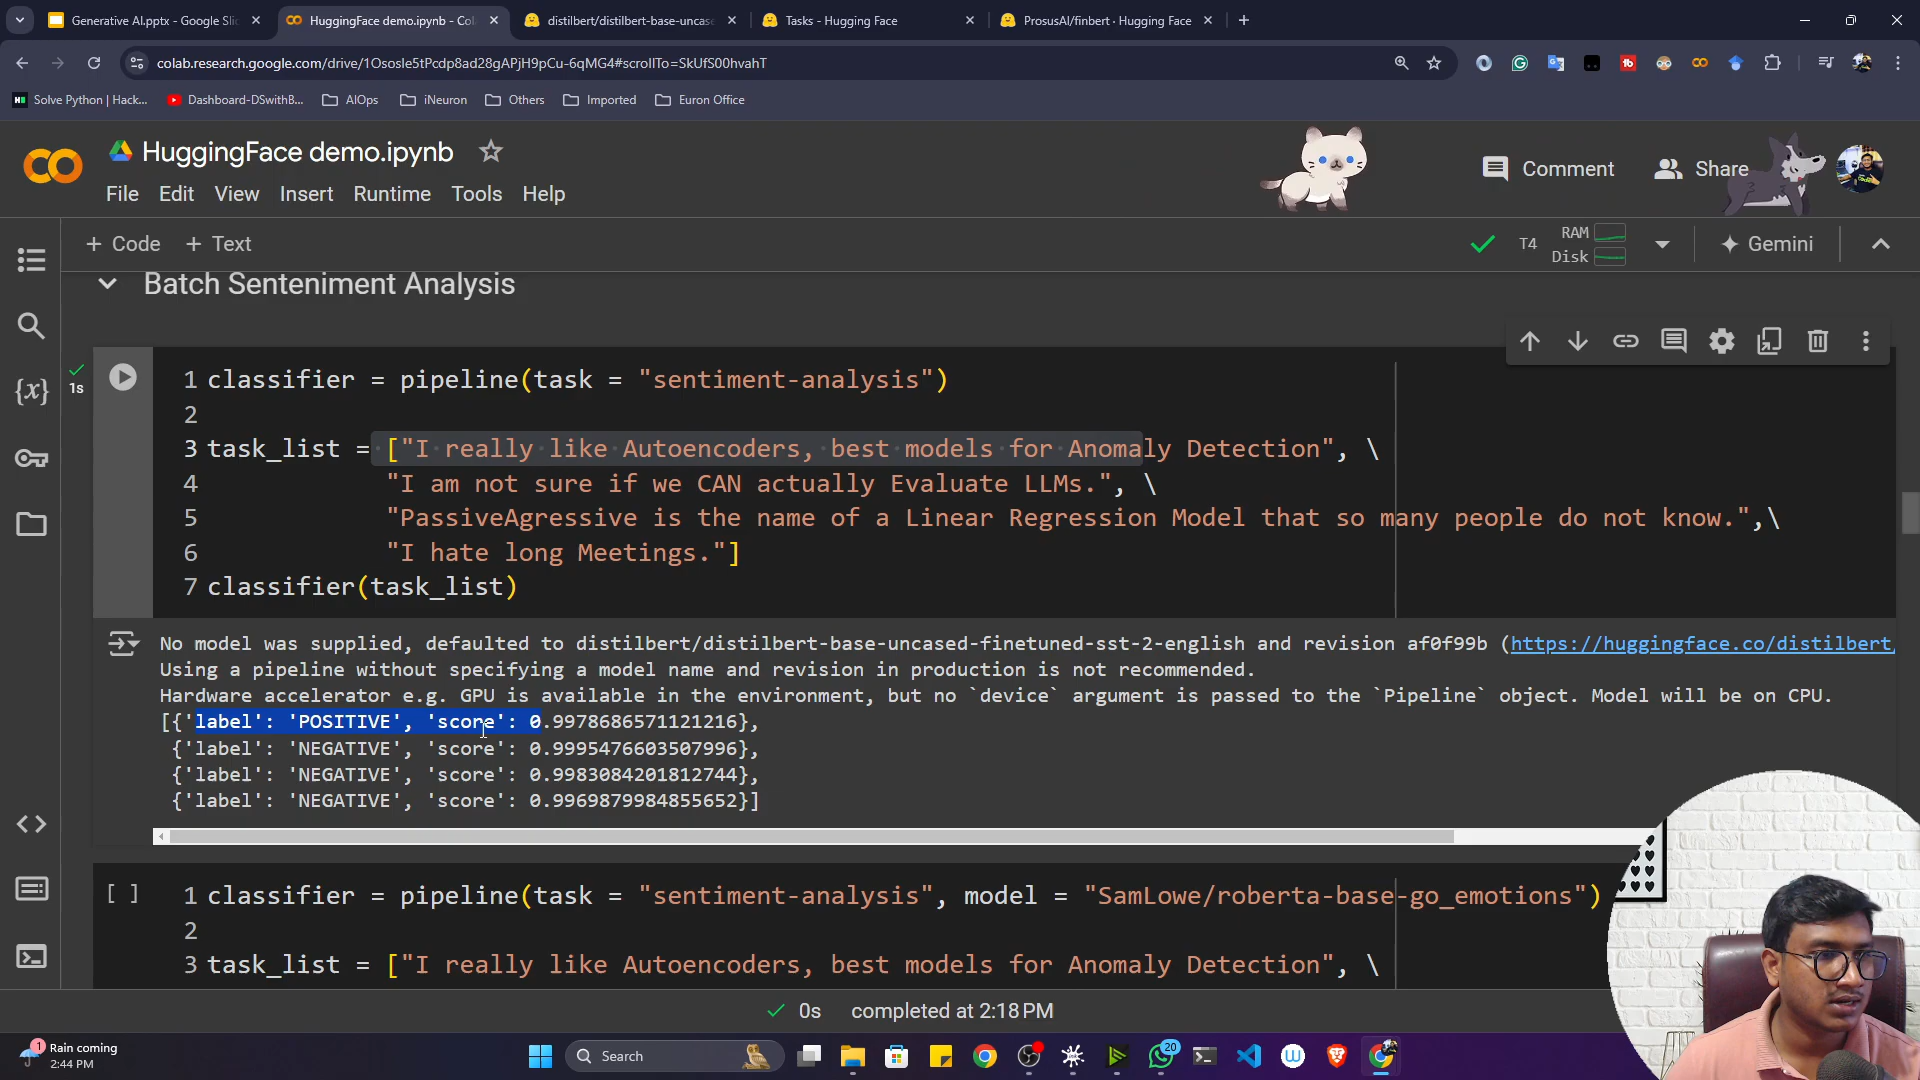 Generative AI.pptx - Google Slic
HuggingFace demo.ipynb - Col
distilbert/distilbert-base-uncase
Tasks - Hugging Face
ProsusAI/finbert · Hugging Face
colab.research.google.com/drive/1Ososle5tPcdp8ad28gAPjH9pCu-6qMG4#scrollTo=SkUfS00hvahT
Solve Python | Hack...
Dashboard-DSwithB...
AIOps
iNeuron
Others
Imported
Euron Office
HuggingFace demo.ipynb
Comment
Share
File Edit View Insert Runtime Tools Help
+ Code + Text
T4
RAM
Disk
Gemini
Batch Senteniment Analysis
1s
1 classifier = pipeline(task = "sentiment-analysis")
2
3 task_list = ["I really like Autoencoders, best models for Anomaly Detection", \
4 "I am not sure if we CAN actually Evaluate LLMs.", \
5 "PassiveAgressive is the name of a Linear Regression Model that so many people do not know.",\
6 "I hate long Meetings."]
7 classifier(task_list)
No model was supplied, defaulted to distilbert/distilbert-base-uncased-finetuned-sst-2-english and revision af0f99b (https://huggingface.co/distilbert/
Using a pipeline without specifying a model name and revision in production is not recommended.
Hardware accelerator e.g. GPU is available in the environment, but no `device` argument is passed to the `Pipeline` object. Model will be on CPU.
[{'label': 'POSITIVE', 'score': 0.9978686571121216},
{'label': 'NEGATIVE', 'score': 0.9995476603507996},
{'label': 'NEGATIVE', 'score': 0.9983084201812744},
{'label': 'NEGATIVE', 'score': 0.9969879984855652}]
[ ]
1 classifier = pipeline(task = "sentiment-analysis", model = "SamLowe/roberta-base-go_emotions")
2
3 task_list = ["I really like Autoencoders, best models for Anomaly Detection", \
0s completed at 2:18 PM
1
Rain coming
2:44 PM
Search
20